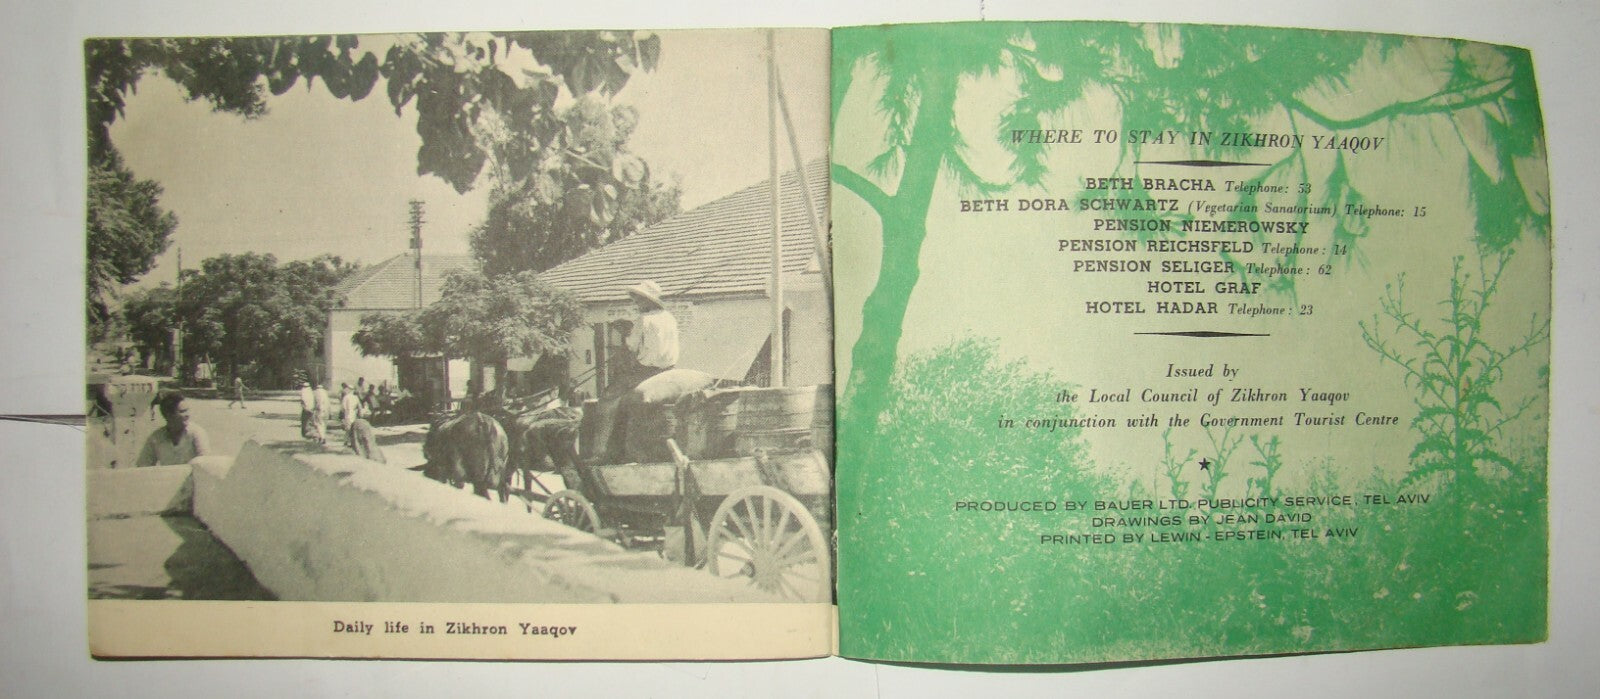 Daily life in Zikhron Yaaqov
WHERE TO STAY IN ZIKHRON YAAQOV
BETH BRACHA Telephone: 53
BETH DORA SCHWARTZ (Vegetarian Sanatorium) Telephone: 15
PENSION NIEMEROWSKY
PENSION REICHSFELD Telephone: 14
PENSION SELIGER Telephone: 62
HOTEL GRAF
HOTEL HADAR Telephone: 23
Issued by
the Local Council of Zikhron Yaaqov
in conjunction with the Government Tourist Centre
PRODUCED BY BAUER LTD. PUBLICITY SERVICE, TEL AVIV
DRAWINGS BY JEAN DAVID
PRINTED BY LEWIN - EPSTEIN, TEL AVIV